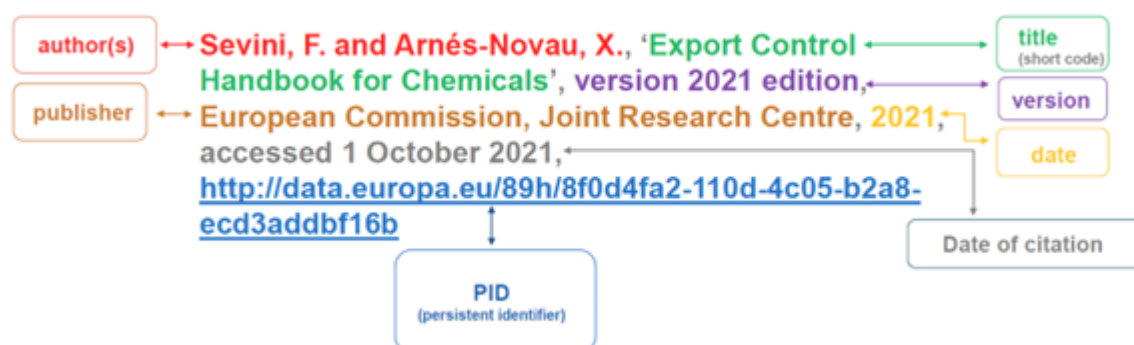 author(s)
Sevini, F. and Arnés-Novau, X., ‘Export Control
title
(short code)
Handbook for Chemicals’, version 2021 edition,
version
publisher
European Commission, Joint Research Centre, 2021,
date
accessed 1 October 2021,
http://data.europa.eu/89h/8f0d4fa2-110d-4c05-b2a8-
ecd3addbf16b
Date of citation
PID
(persistent identifier)